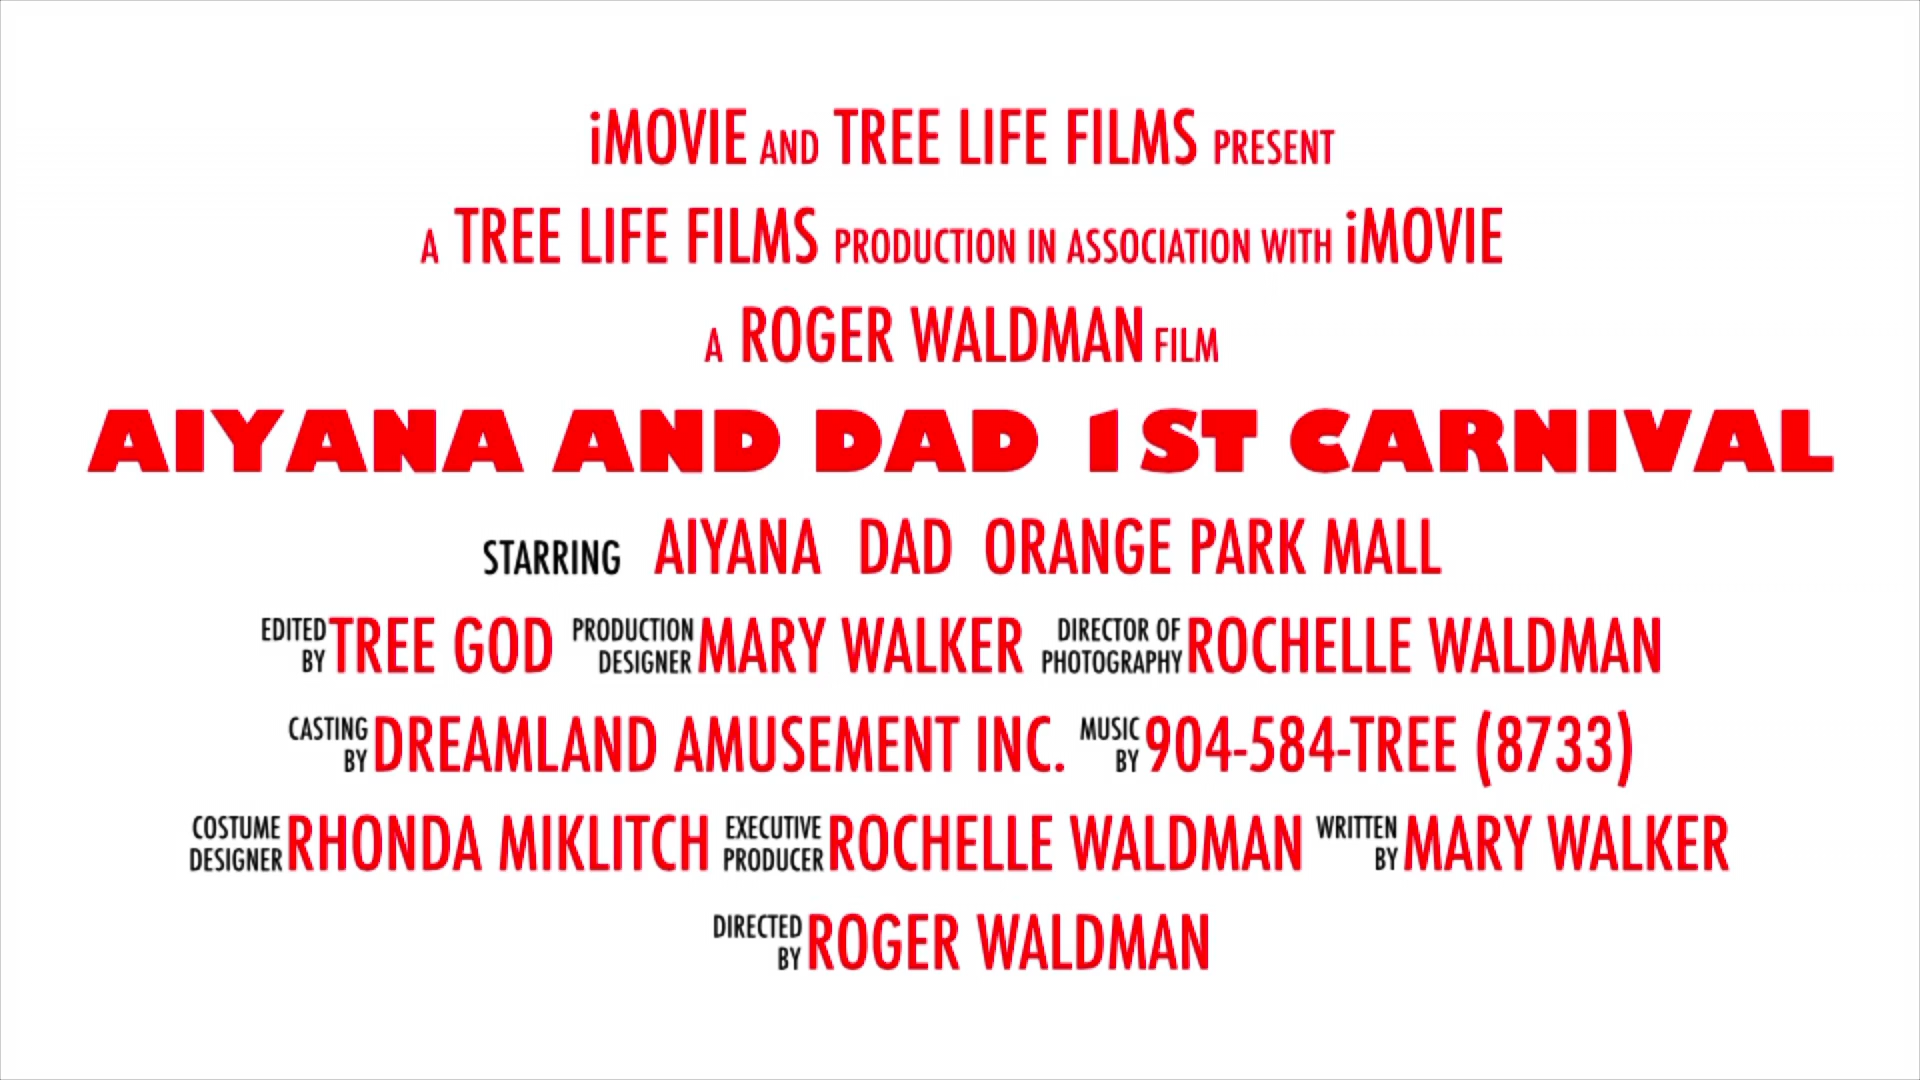 iMOVIE AND TREE LIFE FILMS PRESENT
A TREE LIFE FILMS PRODUCTION IN ASSOCIATION WITH iMOVIE
A ROGER WALDMAN FILM
AIYANA AND DAD 1ST CARNIVAL
STARRING AIYANA DAD ORANGE PARK MALL
EDITED BY TREE GOD PRODUCTION DESIGNER MARY WALKER DIRECTOR OF PHOTOGRAPHY ROCHELLE WALDMAN
CASTING BY DREAMLAND AMUSEMENT INC. MUSIC BY 904-584-TREE (8733)
COSTUME DESIGNER RHONDA MIKLITCH EXECUTIVE PRODUCER ROCHELLE WALDMAN WRITTEN BY MARY WALKER
DIRECTED BY ROGER WALDMAN